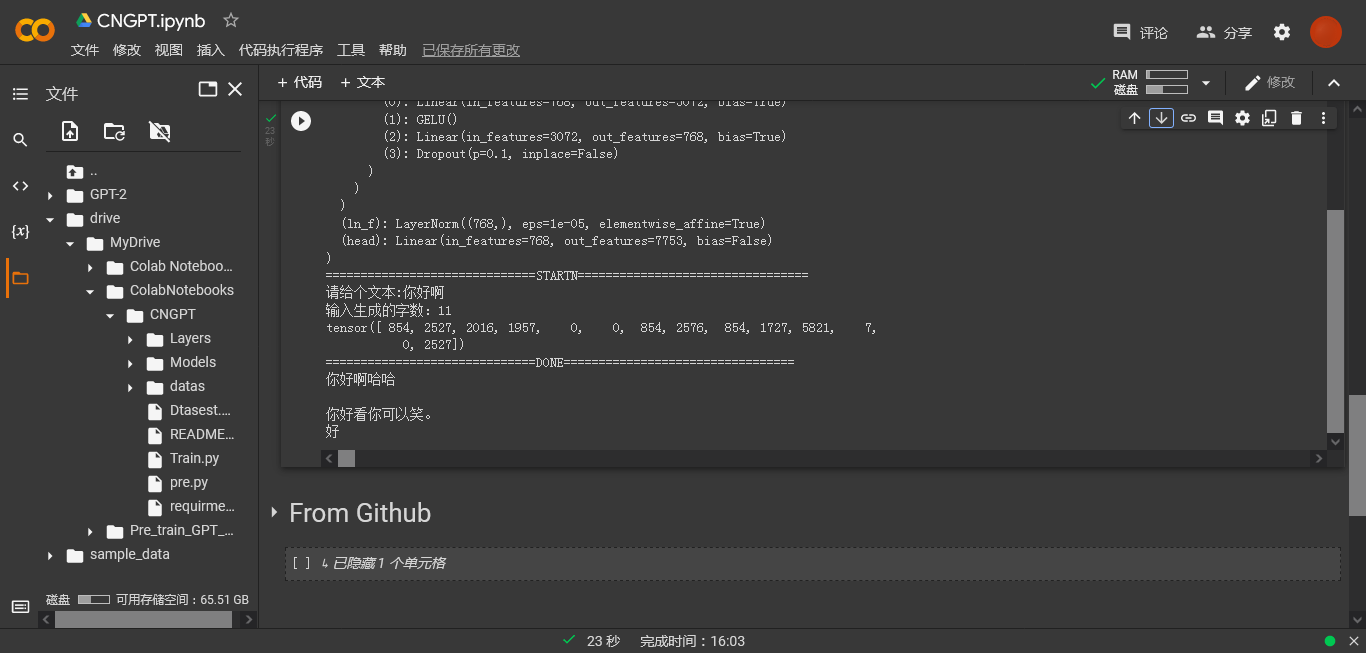 CNGPT.ipynb
文件 修改 视图 插入 代码执行程序 工具 帮助 已保存所有更改
评论 分享
文件
+ 代码 + 文本
RAM
磁盘
修改
..
GPT-2
drive
MyDrive
Colab Noteboo...
ColabNotebooks
CNGPT
Layers
Models
datas
Dtasest....
README...
Train.py
pre.py
requirme...
Pre_train_GPT_...
sample_data
磁盘 可用存储空间：65.51 GB
23
秒
(0): Linear(in_features=768, out_features=3072, bias=True)
(1): GELU()
(2): Linear(in_features=3072, out_features=768, bias=True)
(3): Dropout(p=0.1, inplace=False)
)
)
)
(ln_f): LayerNorm((768,), eps=1e-05, elementwise_affine=True)
(head): Linear(in_features=768, out_features=7753, bias=False)
)
==============================STARTN=================================
请给个文本:你好啊
输入生成的字数：11
tensor([ 854, 2527, 2016, 1957, 0, 0, 854, 2576, 854, 1727, 5821, 7,
0, 2527])
==============================DONE=================================
你好啊哈哈
你好看你可以笑。
好
From Github
[ ] ↳ 已隐藏 1 个单元格
23 秒 完成时间：16:03